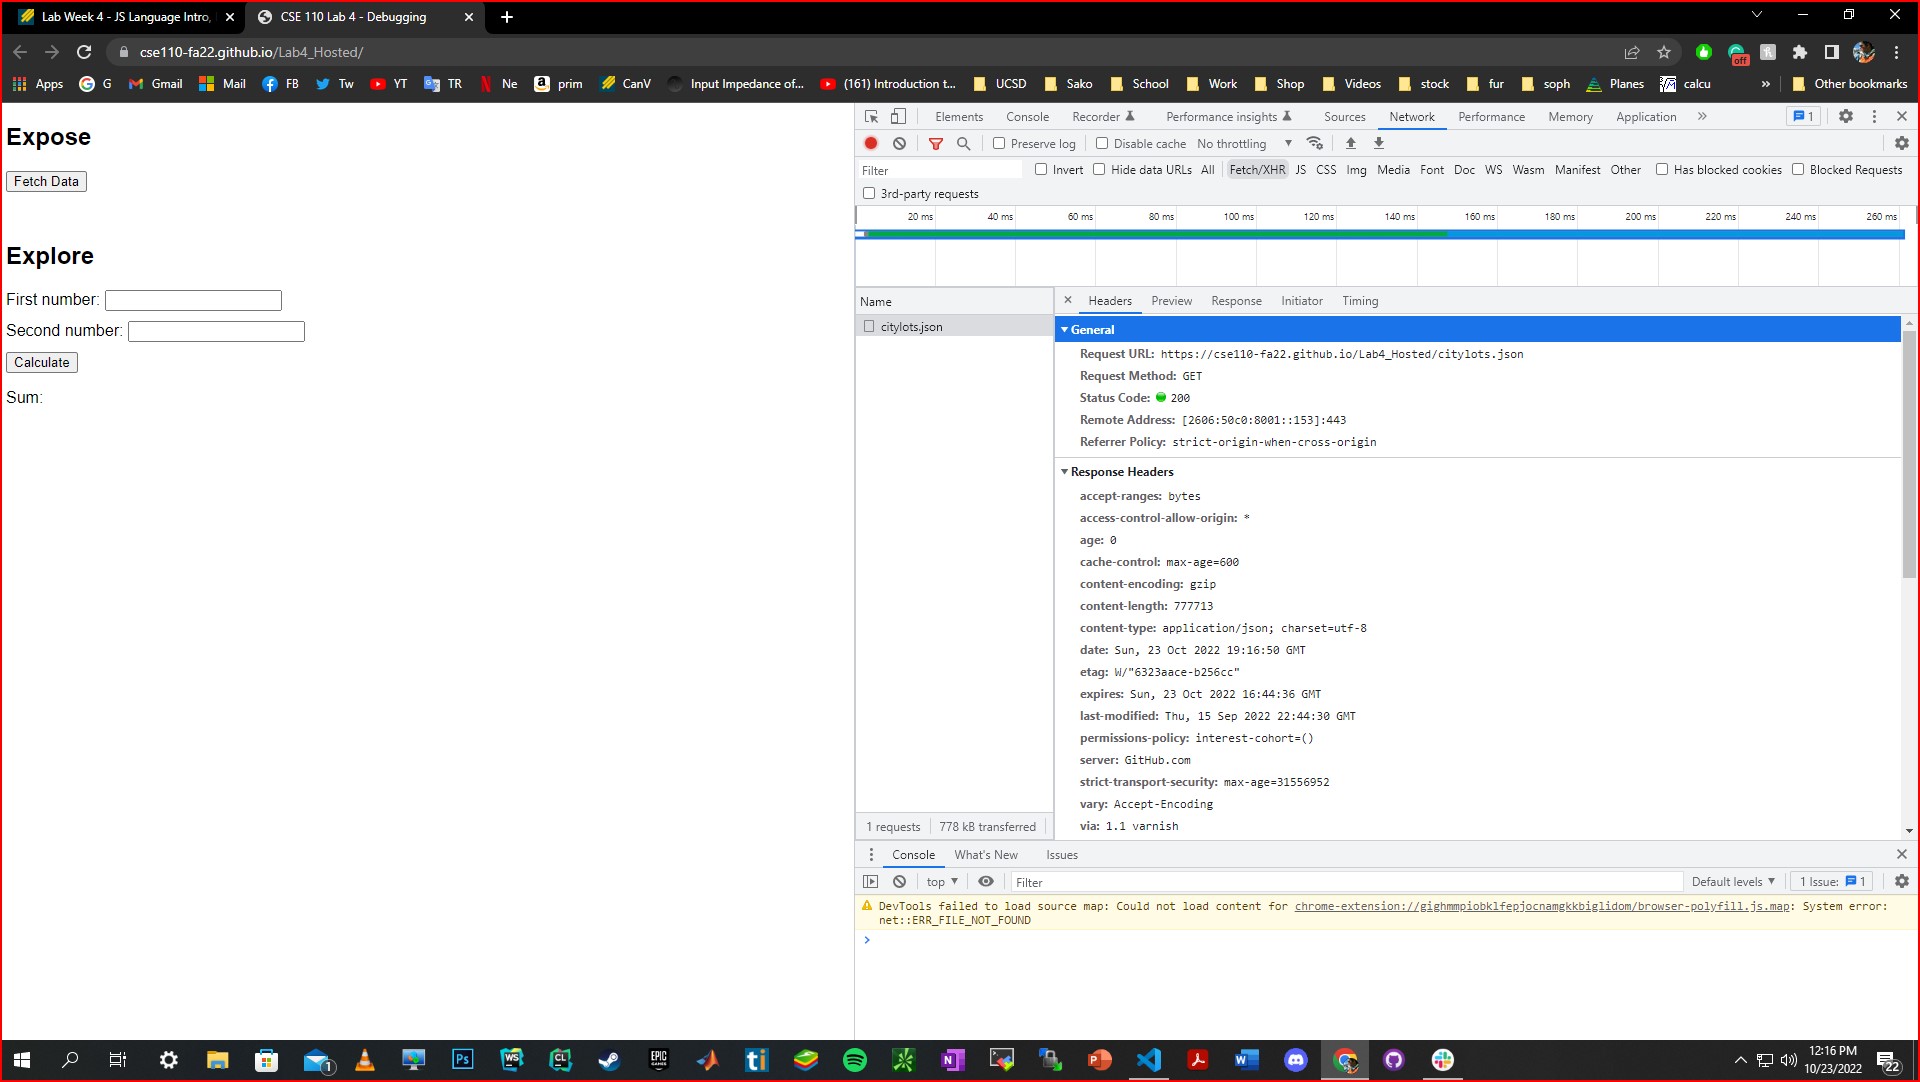 Lab Week 4 - JS Language Intro,
CSE 110 Lab 4 - Debugging
cse110-fa22.github.io/Lab4_Hosted/
off
Apps G Gmail Mail FB Tw YT TR Ne prim CanV Input Impedance of... (161) Introduction t... UCSD Sako School Work Shop Videos stock fur soph Planes calcu » Other bookmarks
Expose
Fetch Data
Explore
First number:
Second number:
Calculate
Sum:
Elements Console Recorder Performance insights Sources Network Performance Memory Application » 1
Preserve log Disable cache No throttling
Filter Invert Hide data URLs All Fetch/XHR JS CSS Img Media Font Doc WS Wasm Manifest Other Has blocked cookies Blocked Requests
3rd-party requests
20 ms 40 ms 60 ms 80 ms 100 ms 120 ms 140 ms 160 ms 180 ms 200 ms 220 ms 240 ms 260 ms
Name
citylots.json
1 requests 778 kB transferred
Headers Preview Response Initiator Timing
General
Request URL: https://cse110-fa22.github.io/Lab4_Hosted/citylots.json
Request Method: GET
Status Code: 200
Remote Address: [2606:50c0:8001::153]:443
Referrer Policy: strict-origin-when-cross-origin
Response Headers
accept-ranges: bytes
access-control-allow-origin: *
age: 0
cache-control: max-age=600
content-encoding: gzip
content-length: 777713
content-type: application/json; charset=utf-8
date: Sun, 23 Oct 2022 19:16:50 GMT
etag: W/"6323aace-b256cc"
expires: Sun, 23 Oct 2022 16:44:36 GMT
last-modified: Thu, 15 Sep 2022 22:44:30 GMT
permissions-policy: interest-cohort=()
server: GitHub.com
strict-transport-security: max-age=31556952
vary: Accept-Encoding
via: 1.1 varnish
Console What's New Issues
top Filter Default levels 1 Issue: 1
DevTools failed to load source map: Could not load content for chrome-extension://gighmmpiobklfepjocnamgkkbiglidom/browser-polyfill.js.map: System error:
net::ERR_FILE_NOT_FOUND
12:16 PM
10/23/2022
22